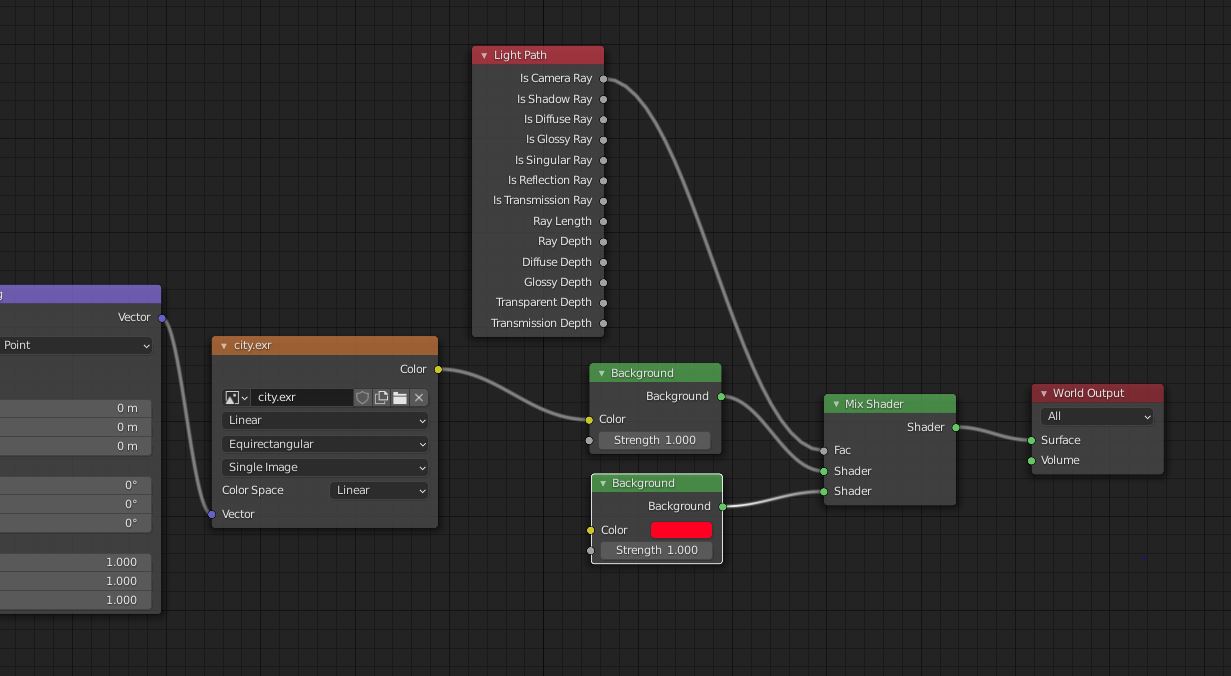 Light Path
Is Camera Ray
Is Shadow Ray
Is Diffuse Ray
Is Glossy Ray
Is Singular Ray
Is Reflection Ray
Is Transmission Ray
Ray Length
Ray Depth
Diffuse Depth
Glossy Depth
Transparent Depth
Transmission Depth
g
Vector
Point
0 m
0 m
0 m
0°
0°
0°
1.000
1.000
1.000
city.exr
Color
city.exr
Linear
Equirectangular
Single Image
Color Space Linear
Vector
Background
Background
Color
Strength 1.000
Background
Background
Color
Strength 1.000
Mix Shader
Shader
Fac
Shader
Shader
World Output
All
Surface
Volume